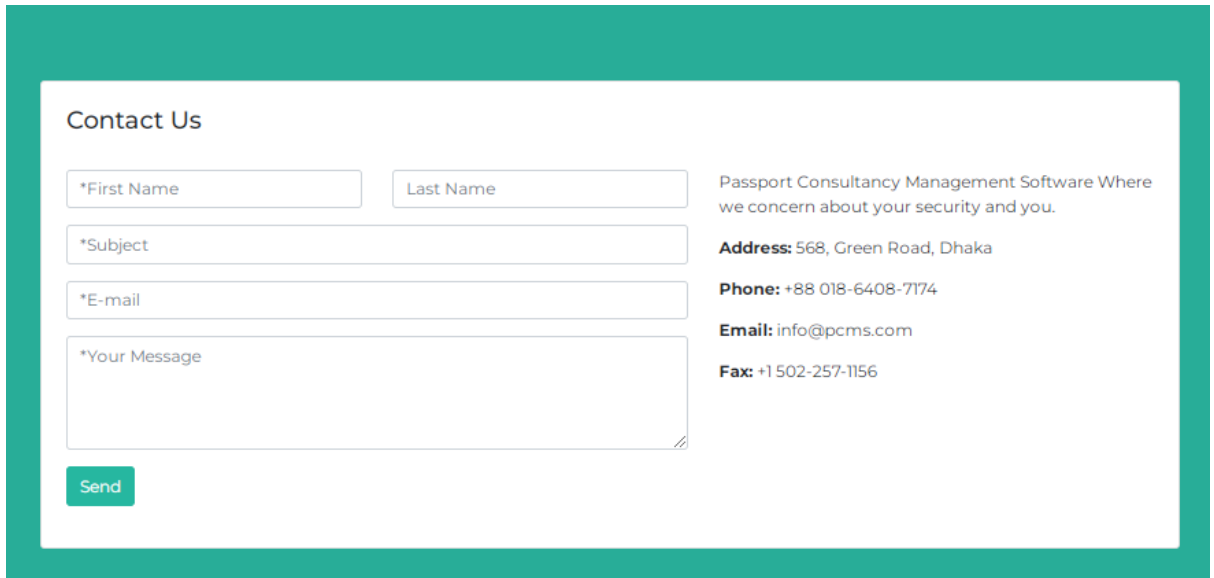 Contact Us
*First Name
Last Name
*Subject
*E-mail
*Your Message
Send
Passport Consultancy Management Software Where
we concern about your security and you.
Address: 568, Green Road, Dhaka
Phone: +88 018-6408-7174
Email: info@pcms.com
Fax: +1 502-257-1156